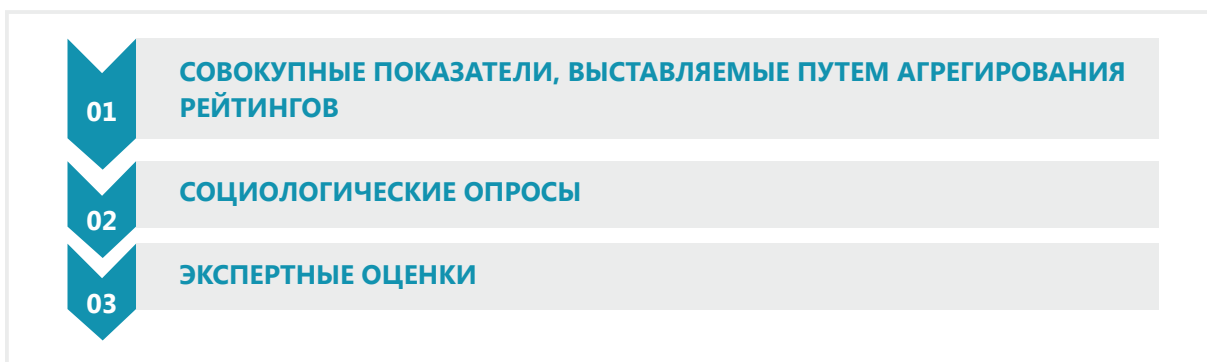 01
СОВОКУПНЫЕ ПОКАЗАТЕЛИ, ВЫСТАВЛЯЕМЫЕ ПУТЕМ АГРЕГИРОВАНИЯ
РЕЙТИНГОВ
02
СОЦИОЛОГИЧЕСКИЕ ОПРОСЫ
03
ЭКСПЕРТНЫЕ ОЦЕНКИ